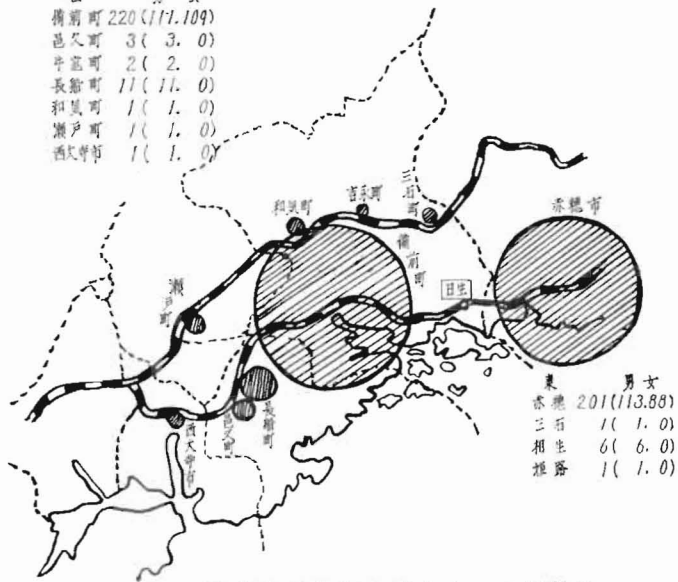 男 女
備前町 220(111.109)
邑久町 3( 3. 0)
牛窓町 2( 2. 0)
長船町 11( 11. 0)
和気町 1( 1. 0)
瀬戸町 1( 1. 0)
西大寺市 1( 1. 0)
三石町
吉永町
和気町
赤穂市
備前町
日生
瀬戸町
長船町
邑久町
西大寺市
東 男女
赤穂 201(113.88)
三石 1( 1. 0)
相生 6( 6. 0)
姫路 1( 1. 0)